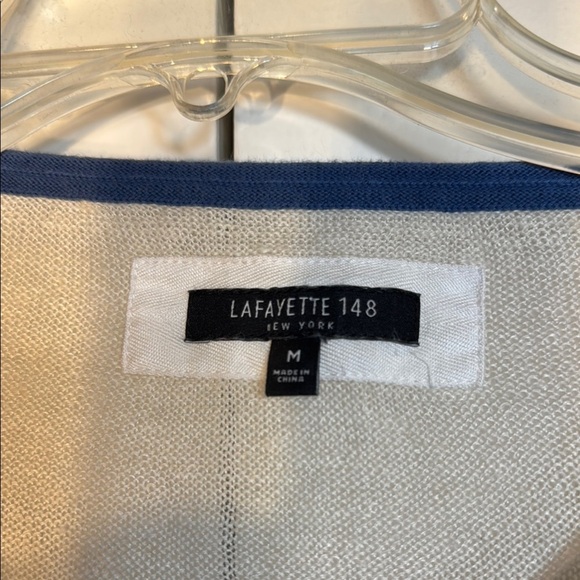 LAFAYETTE 148
NEW YORK
M
MADE IN
CHINA